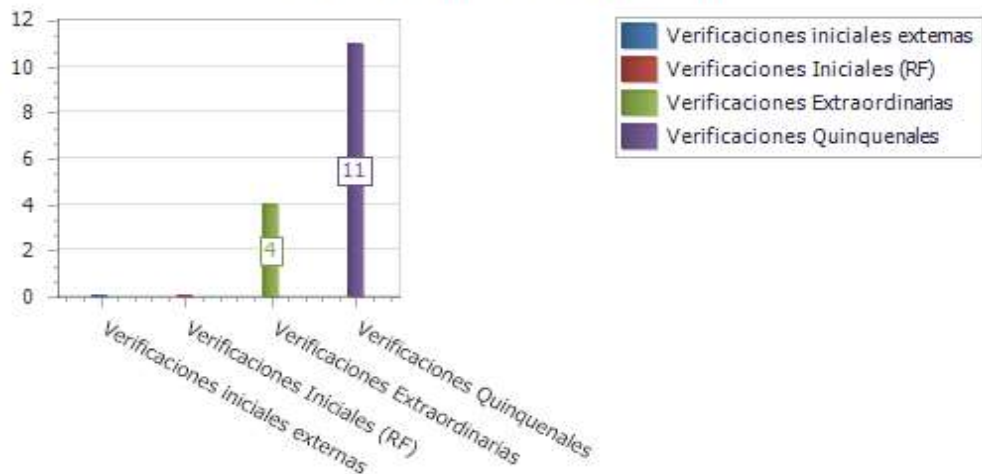 12
10
8
6
4
2
0
4
11
Verificaciones iniciales externas
Verificaciones Iniciales (RF)
Verificaciones Extraordinarias
Verificaciones Quinquenales
Verificaciones iniciales externas
Verificaciones Iniciales (RF)
Verificaciones Extraordinarias
Verificaciones Quinquenales